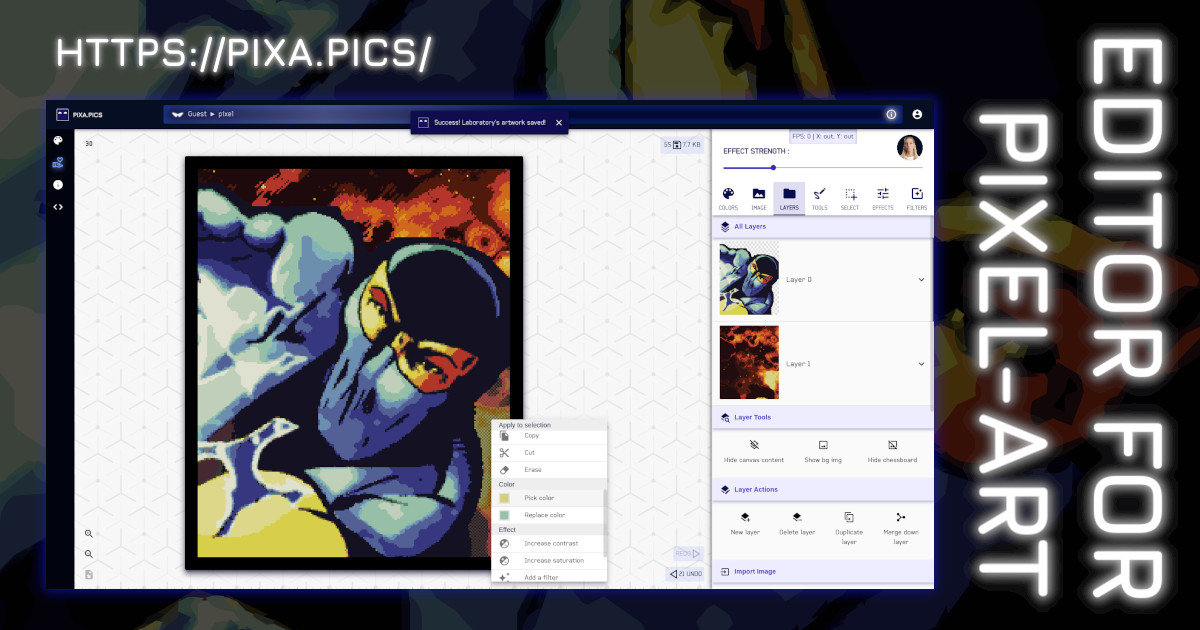 HTTPS://PIXA.PICS/
EDITOR FOR
PIXEL-ART
PIXA.PICS
Guest ▸ pixel
Success! Laboratory's artwork saved!
30
7.7 KB
FPS: 0 | X: out, Y: out
EFFECT STRENGTH :
COLORS
IMAGE
LAYERS
TOOLS
SELECT
EFFECTS
FILTERS
All Layers
Layer 0
Layer 1
Layer Tools
Hide canvas content
Show bg img
Hide chessboard
Layer Actions
New layer
Delete layer
Duplicate layer
Merge down layer
Import Image
Apply to selection
Copy
Cut
Erase
Color
Pick color
Replace color
Effect
Increase contrast
Increase saturation
Add a filter
REDO
21 UNDO